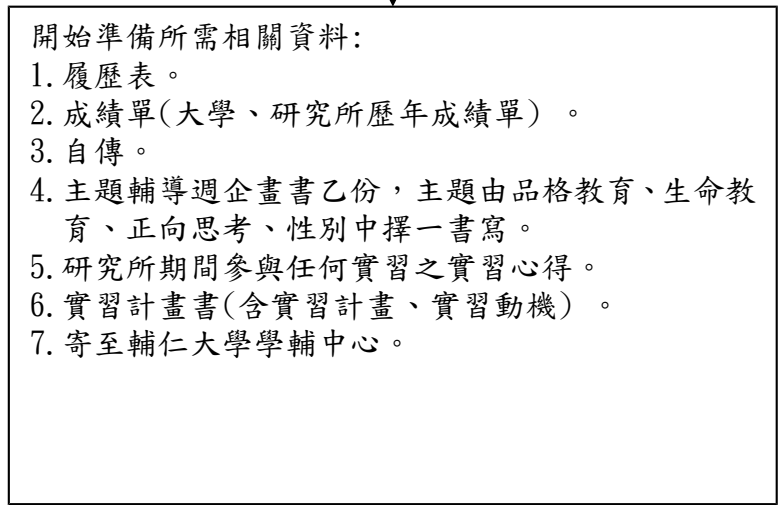 開始準備所需相關資料:
1.履歷表。
2.成績單(大學、研究所歷年成績單) 。
3.自傳。
4.主題輔導週企畫書乙份，主題由品格教育、生命教
育、正向思考、性別中擇一書寫。
5.研究所期間參與任何實習之實習心得。
6.實習計畫書(含實習計畫、實習動機) 。
7.寄至輔仁大學學輔中心。